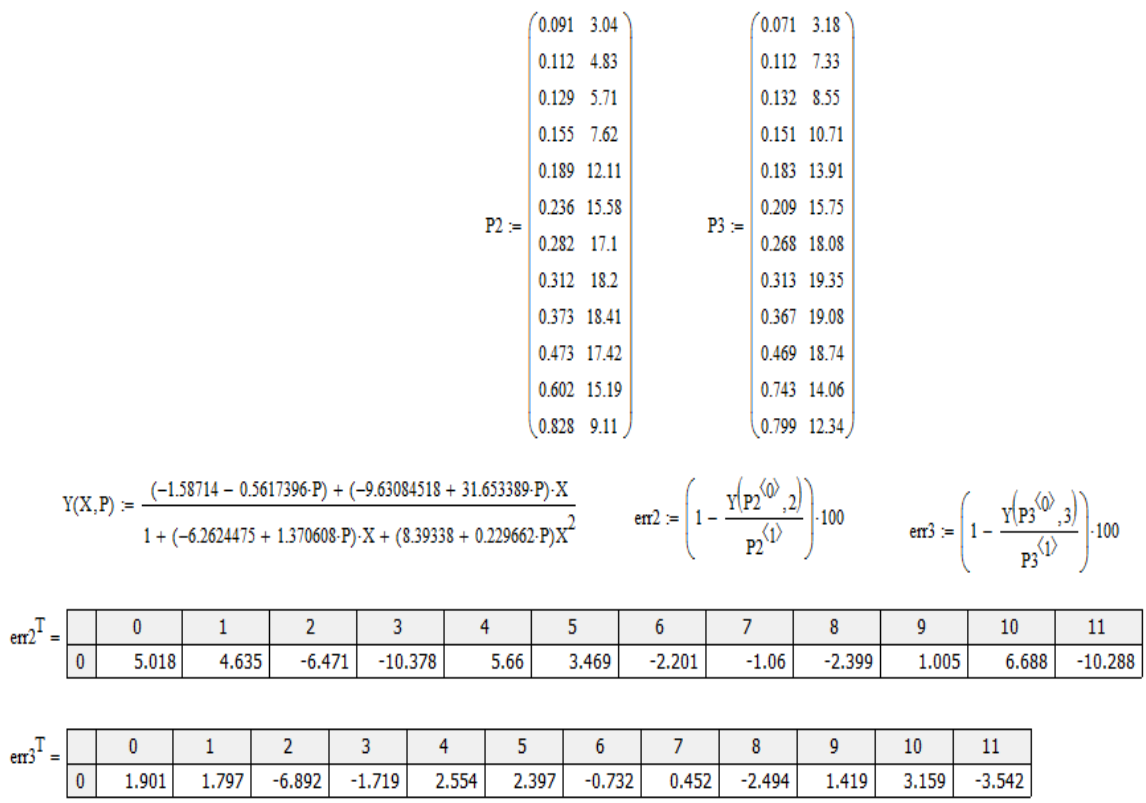 P2 := (0.091 3.04
0.112 4.83
0.129 5.71
0.155 7.62
0.189 12.11
0.236 15.58
0.282 17.1
0.312 18.2
0.373 18.41
0.473 17.42
0.602 15.19
0.828 9.11)
P3 := (0.071 3.18
0.112 7.33
0.132 8.55
0.151 10.71
0.183 13.91
0.209 15.75
0.268 18.08
0.313 19.35
0.367 19.08
0.469 18.74
0.743 14.06
0.799 12.34)
Y(X,P) := ((-1.58714 - 0.5617396·P) + (-9.63084518 + 31.653389·P)·X) / (1 + (-6.2624475 + 1.370608·P)·X + (8.39338 + 0.229662·P)X^2)
err2 := (1 - Y(P2^⟨0⟩,2) / P2^⟨1⟩)·100
err3 := (1 - Y(P3^⟨0⟩,3) / P3^⟨1⟩)·100
err2^T =
0 1 2 3 4 5 6 7 8 9 10 11
0 5.018 4.635 -6.471 -10.378 5.66 3.469 -2.201 -1.06 -2.399 1.005 6.688 -10.288
err3^T =
0 1 2 3 4 5 6 7 8 9 10 11
0 1.901 1.797 -6.892 -1.719 2.554 2.397 -0.732 0.452 -2.494 1.419 3.159 -3.542